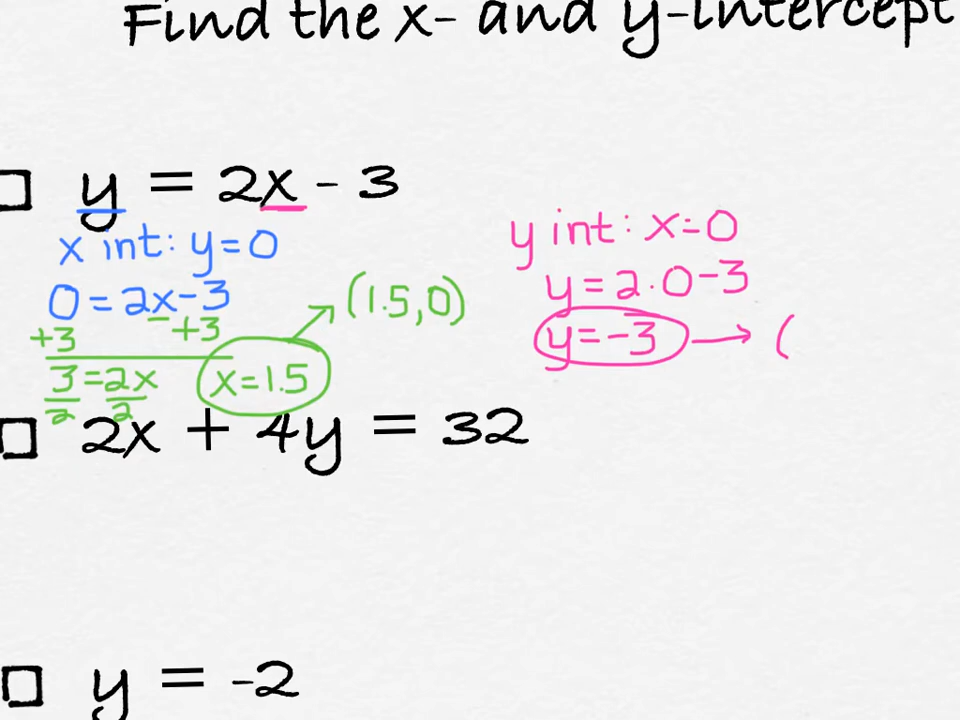 Find the x- and y-intercept
y = 2x - 3
x int: y=0
0 = 2x-3
+3 +3
3=2x
2 2
x=1.5
(1.5,0)
y int: x=0
y=2·0-3
y=-3 → (
2x + 4y = 32
y = -2